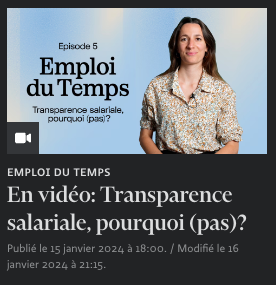 Episode 5
Emploi
du Temps
Transparence salariale,
pourquoi (pas)?
EMPLOI DU TEMPS
En vidéo: Transparence
salariale, pourquoi (pas)?
Publié le 15 janvier 2024 à 18:00. / Modifié le 16
janvier 2024 à 21:15.